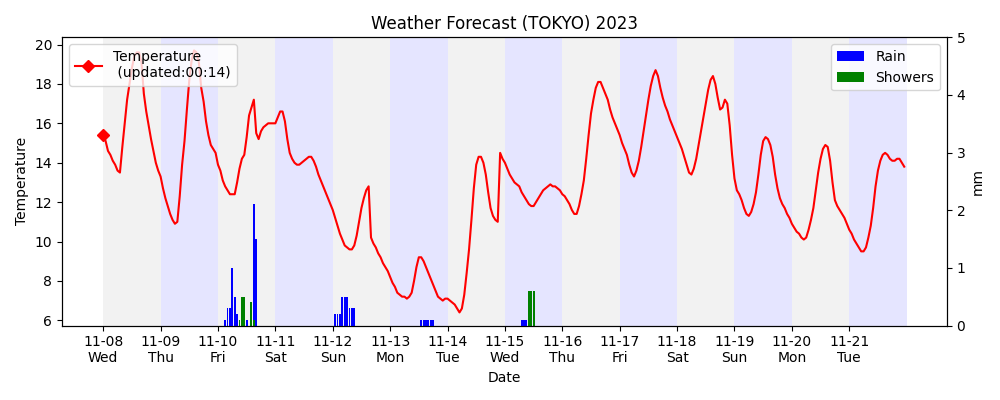 Weather Forecast (TOKYO) 2023
Temperature
(updated:00:14)
Rain
Showers
Temperature
20
18
16
14
12
10
8
6
5
4
3
2
1
0
mm
11-08 11-09 11-10 11-11 11-12 11-13 11-14 11-15 11-16 11-17 11-18 11-19 11-20 11-21
Wed Thu Fri Sat Sun Mon Tue Wed Thu Fri Sat Sun Mon Tue
Date